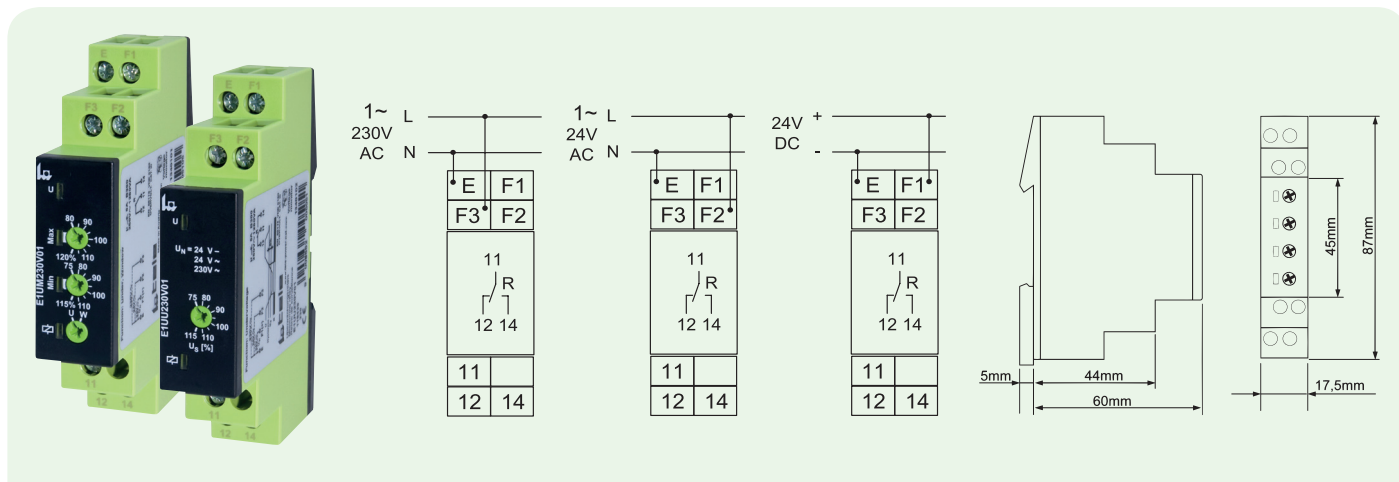 E F1
F3 F2
U
80 90
Max 100
120% 110
75 80
Min 90
100
115% 110
U W
E1UM230V01
11
12 14
E F1
F3 F2
U
UN = 24 V ⎓
24 V ~
230V ~
75 80
90
100
115 110
US [%]
E1UU230V01
11
12 14
1~ L
230V
AC N
E F1
F3 F2
11
R
12 14
11
12 14
1~ L
24V
AC N
E F1
F3 F2
11
R
12 14
11
12 14
24V +
DC -
E F1
F3 F2
11
R
12 14
11
12 14
5mm
44mm
60mm
45mm
87mm
17,5mm